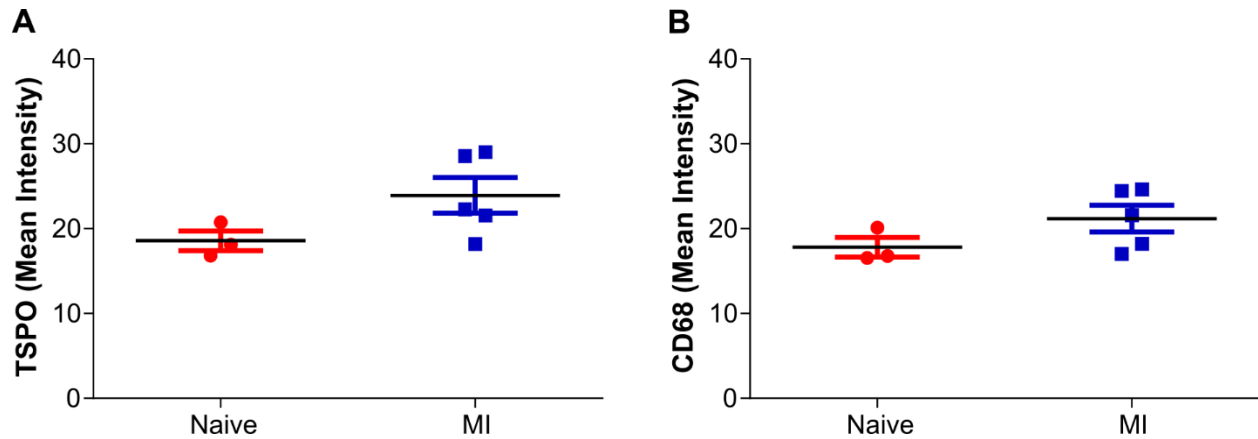 A
TSPO (Mean Intensity)
40
30
20
10
0
Naive
MI
B
CD68 (Mean Intensity)
40
30
20
10
0
Naive
MI